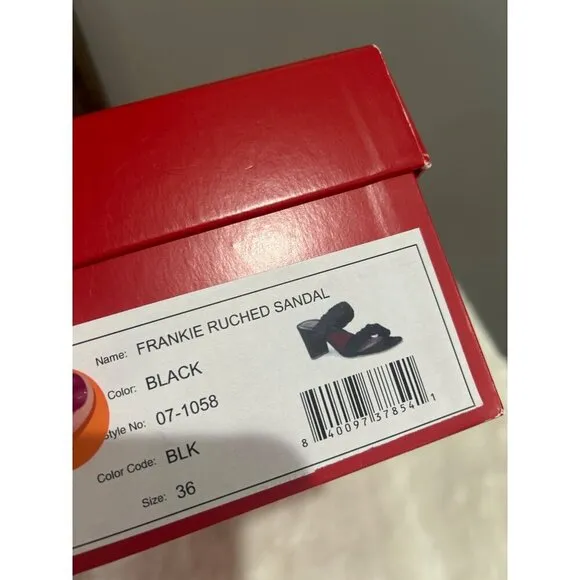 Name: FRANKIE RUCHED SANDAL
Color: BLACK
Style No: 07-1058
Color Code: BLK
Size: 36
8 40097 37854 1